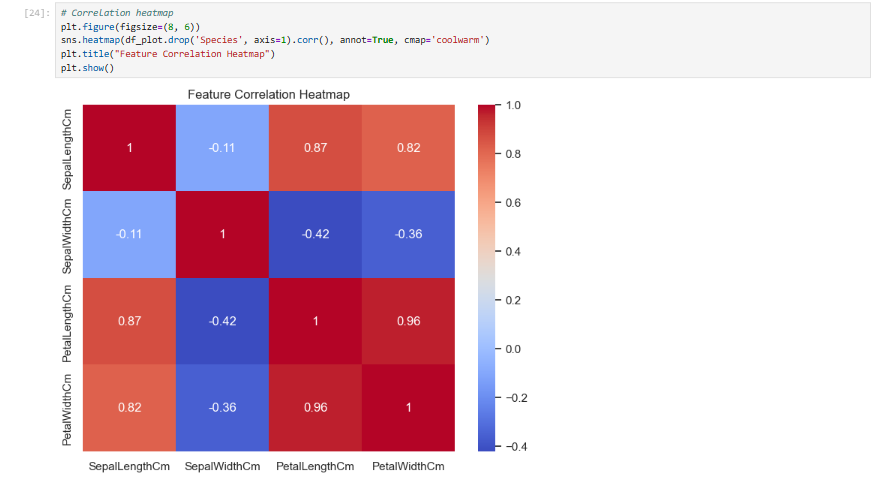 [24]: # Correlation heatmap
plt.figure(figsize=(8, 6))
sns.heatmap(df_plot.drop('Species', axis=1).corr(), annot=True, cmap='coolwarm')
plt.title("Feature Correlation Heatmap")
plt.show()
Feature Correlation Heatmap
SepalLengthCm
1 -0.11 0.87 0.82
SepalWidthCm
-0.11 1 -0.42 -0.36
PetalLengthCm
0.87 -0.42 1 0.96
PetalWidthCm
0.82 -0.36 0.96 1
SepalLengthCm SepalWidthCm PetalLengthCm PetalWidthCm
1.0
0.8
0.6
0.4
0.2
0.0
−0.2
−0.4